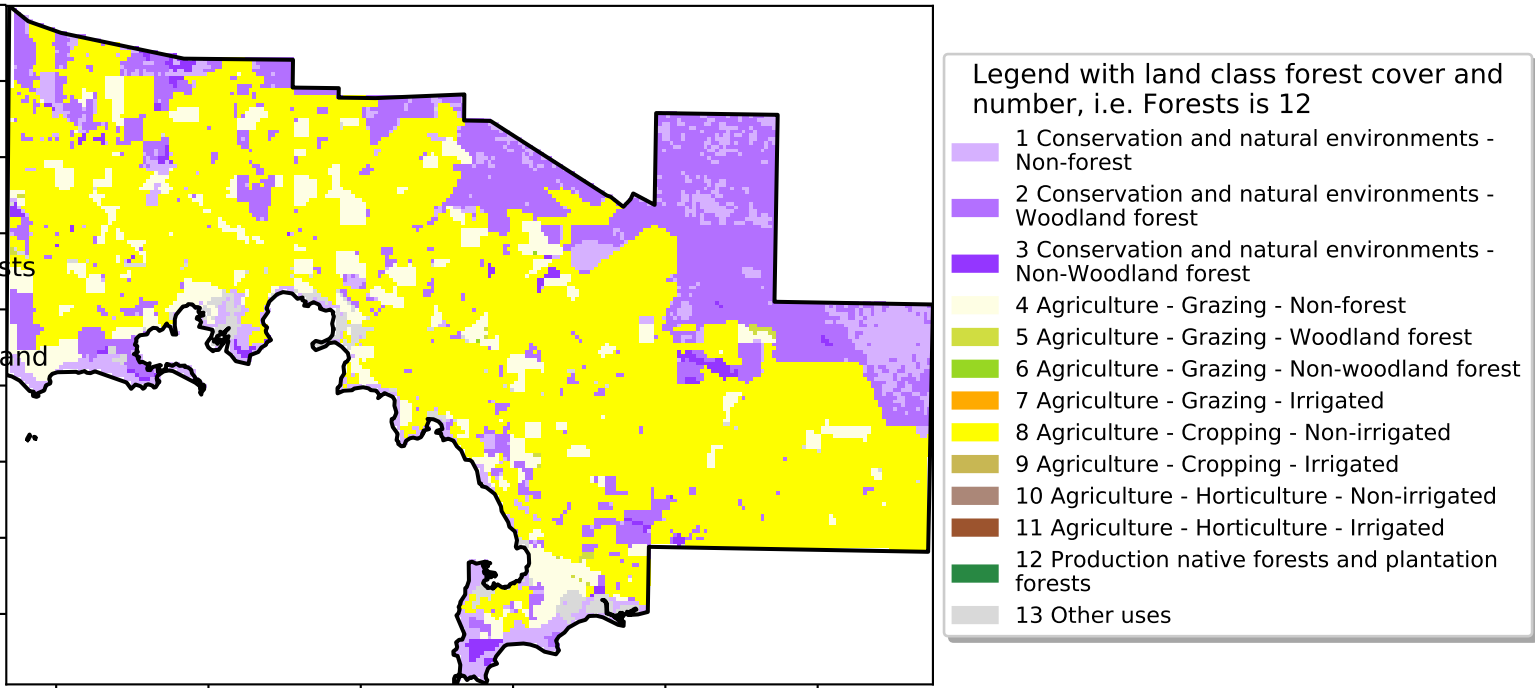 Legend with land class forest cover and
number, i.e. Forests is 12
1 Conservation and natural environments -
Non-forest
2 Conservation and natural environments -
Woodland forest
3 Conservation and natural environments -
Non-Woodland forest
4 Agriculture - Grazing - Non-forest
5 Agriculture - Grazing - Woodland forest
6 Agriculture - Grazing - Non-woodland forest
7 Agriculture - Grazing - Irrigated
8 Agriculture - Cropping - Non-irrigated
9 Agriculture - Cropping - Irrigated
10 Agriculture - Horticulture - Non-irrigated
11 Agriculture - Horticulture - Irrigated
12 Production native forests and plantation
forests
13 Other uses
sts
and